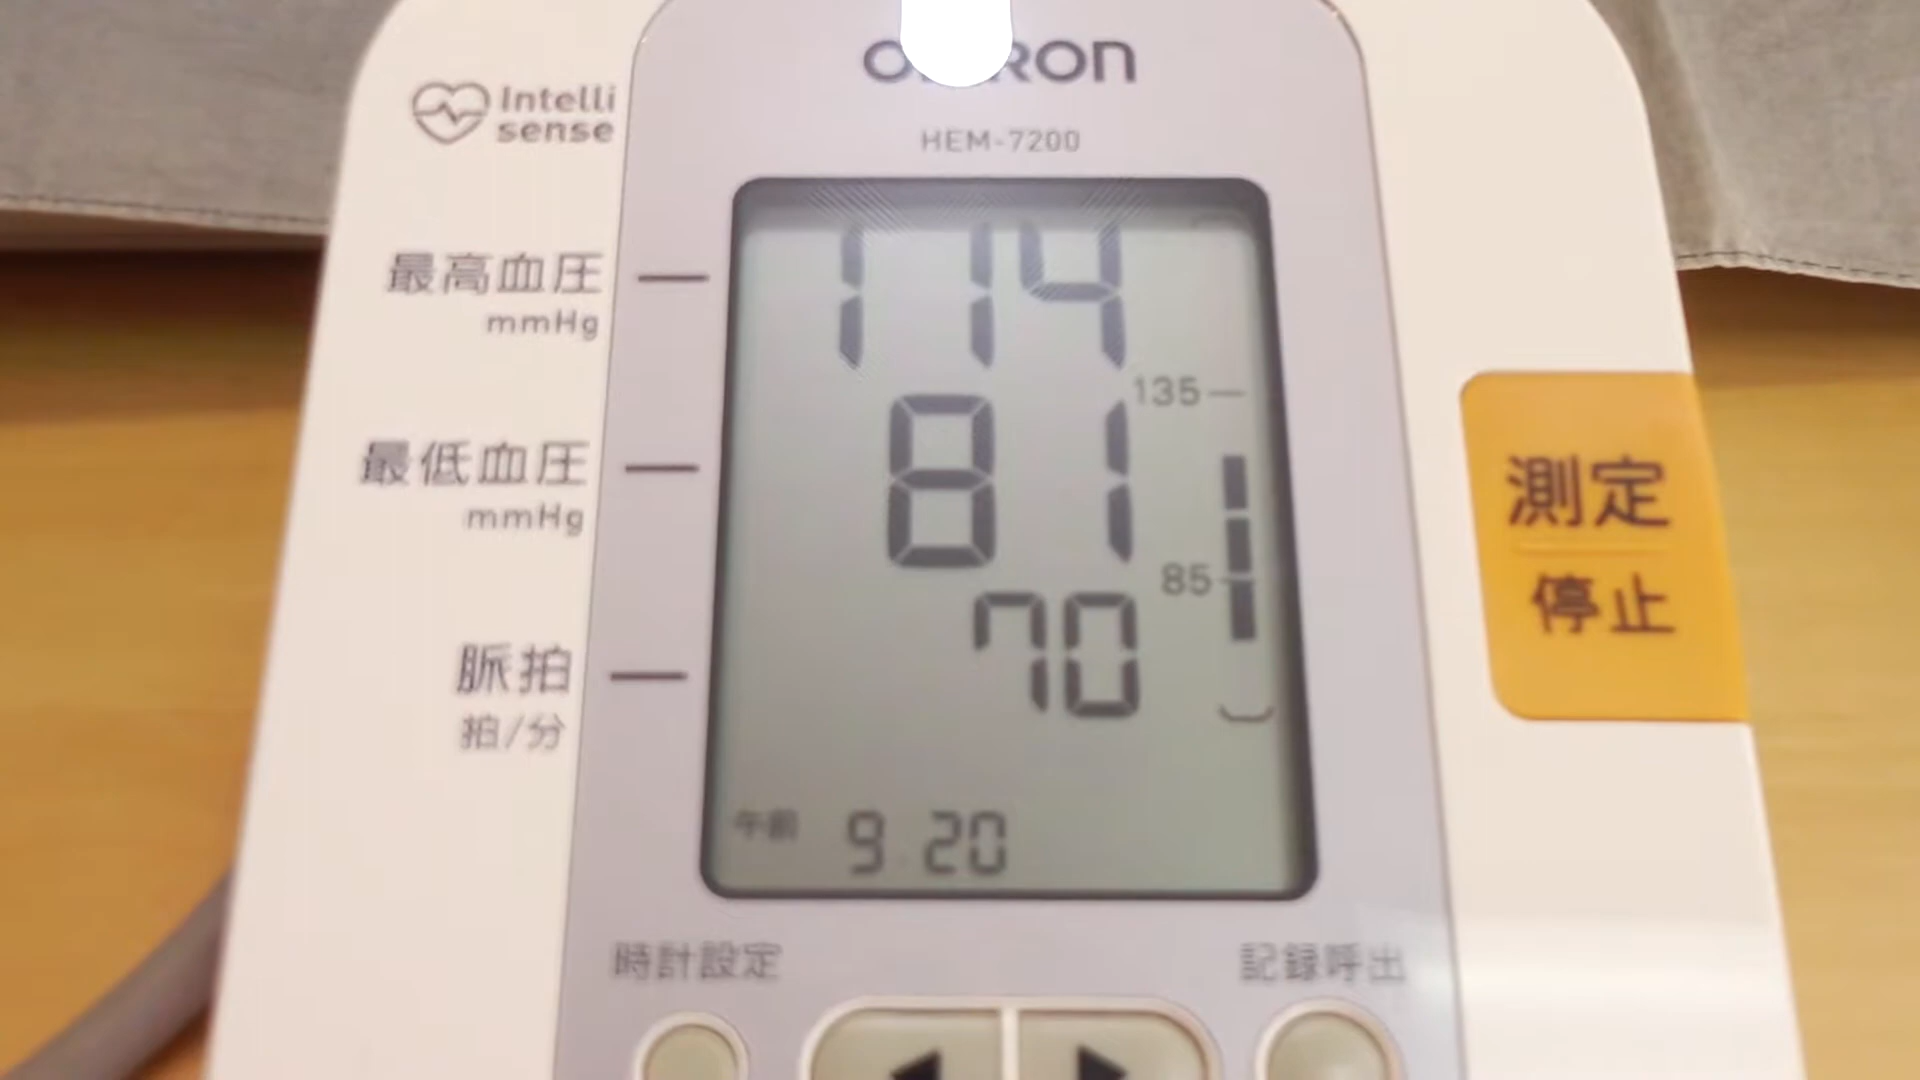 Intelli
sense
HEM-7200
最高血圧
mmHg
114
135
最低血圧
mmHg
81
85
脈拍
拍/分
70
午前 9 20
測定
停止
時計設定
記録呼出